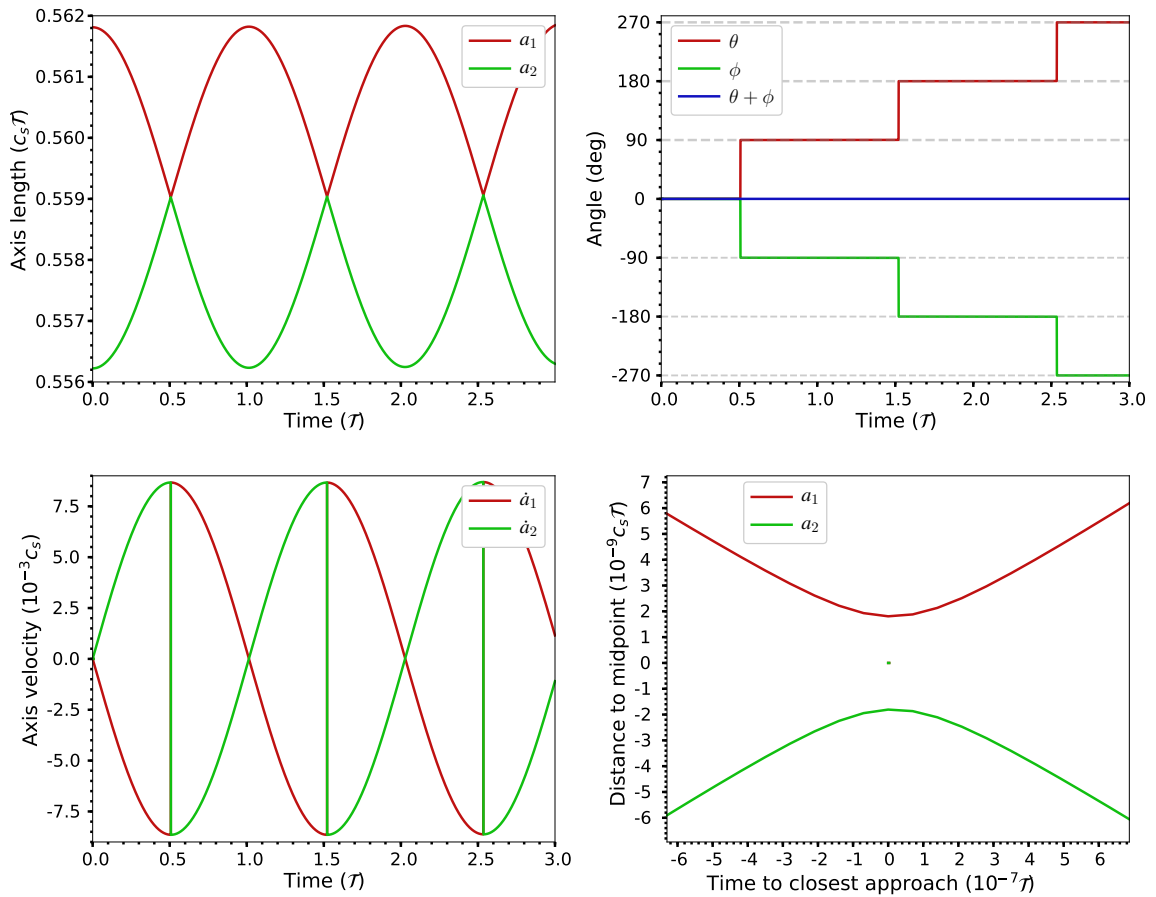 0.562
0.561
0.560
0.559
0.558
0.557
0.556
Axis length (c_s𝒯)
a_1
a_2
0.0 0.5 1.0 1.5 2.0 2.5
Time (𝒯)
270
180
90
0
-90
-180
-270
Angle (deg)
θ
ϕ
θ + ϕ
0.0 0.5 1.0 1.5 2.0 2.5 3.0
Time (𝒯)
7.5
5.0
2.5
0.0
-2.5
-5.0
-7.5
Axis velocity (10^{-3}c_s)
ȧ_1
ȧ_2
0.0 0.5 1.0 1.5 2.0 2.5 3.0
Time (𝒯)
7
6
5
4
3
2
1
0
-1
-2
-3
-4
-5
-6
Distance to midpoint (10^{-9}c_s𝒯)
a_1
a_2
-6 -5 -4 -3 -2 -1 0 1 2 3 4 5 6
Time to closest approach (10^{-7}𝒯)